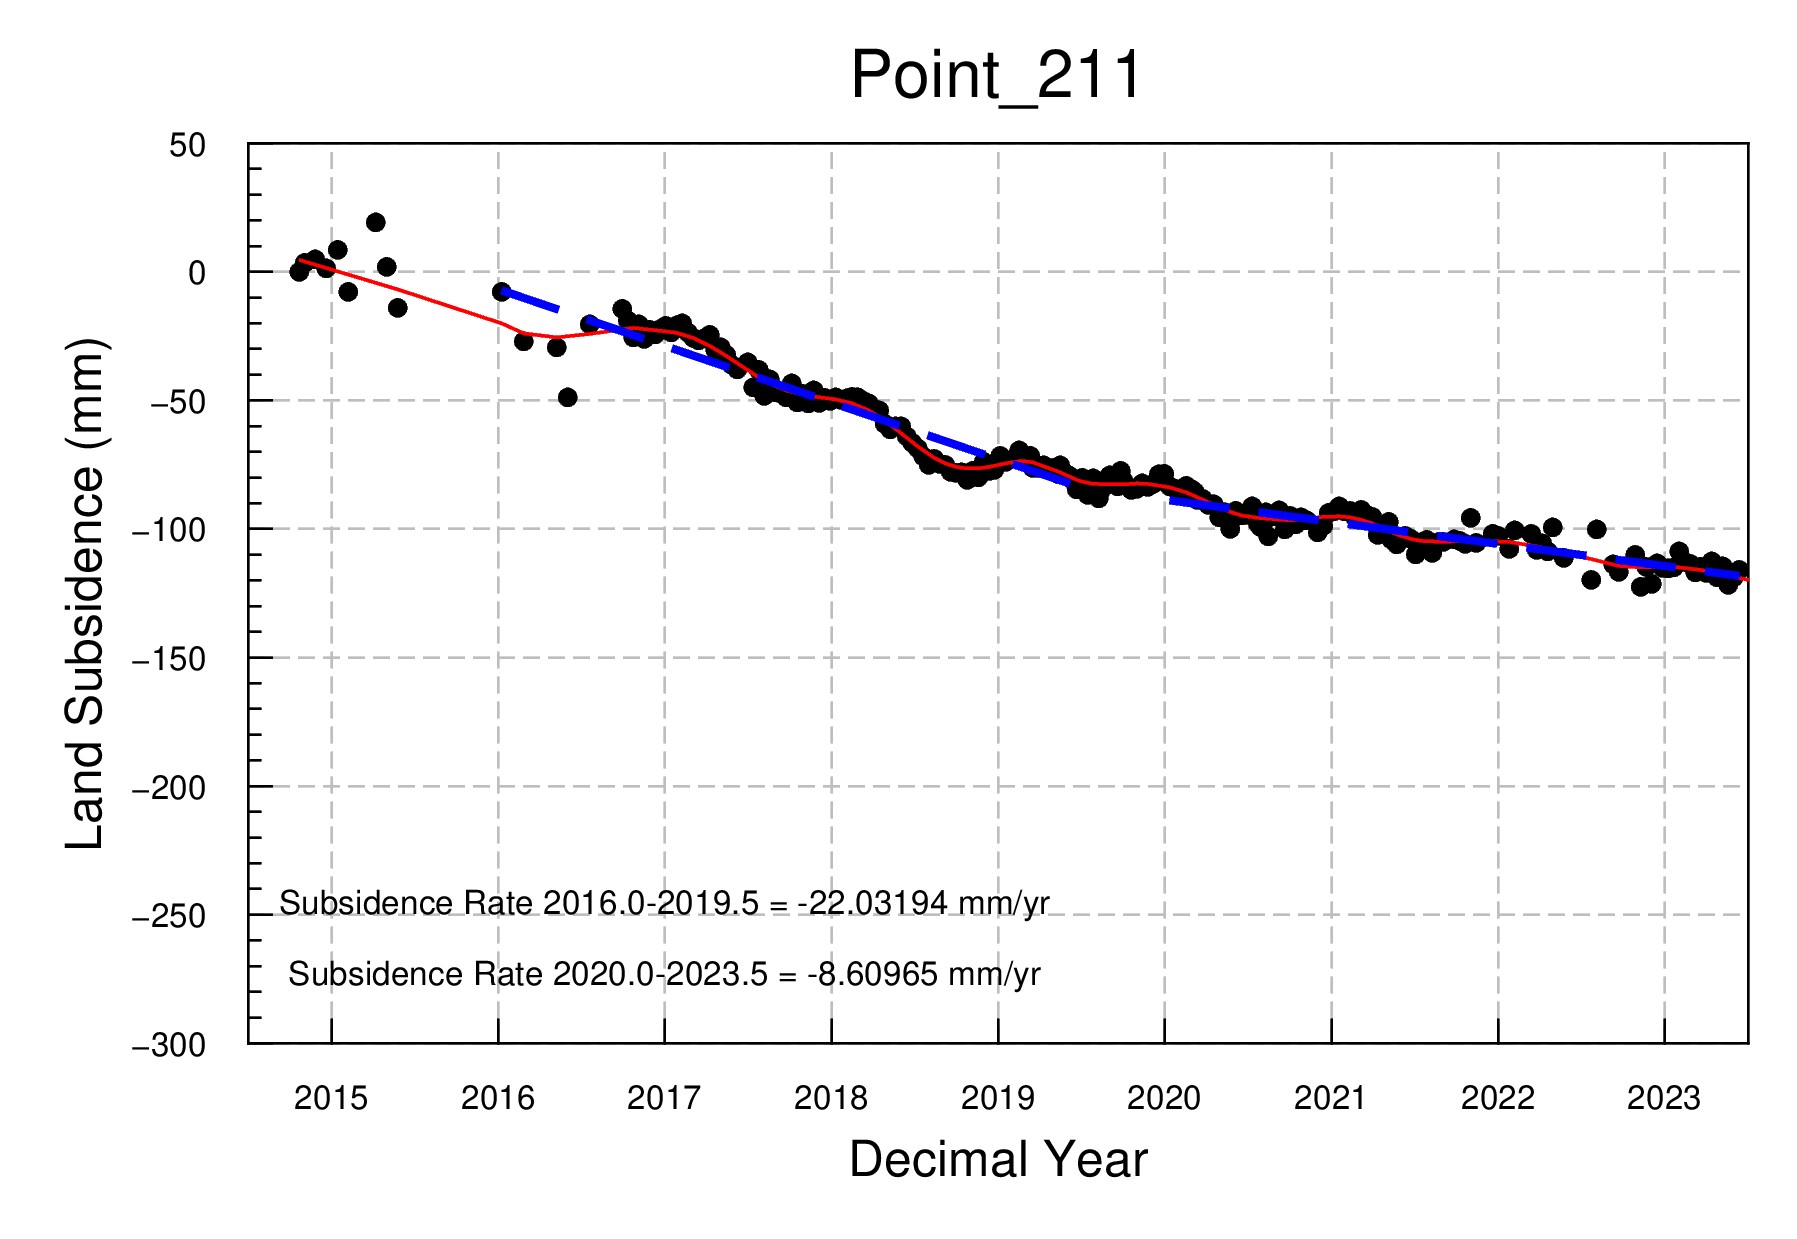 Point_211
50
0
−50
−100
−150
−200
−250
−300
Land Subsidence (mm)
Subsidence Rate 2016.0-2019.5 = -22.03194 mm/yr
Subsidence Rate 2020.0-2023.5 = -8.60965 mm/yr
2015 2016 2017 2018 2019 2020 2021 2022 2023
Decimal Year